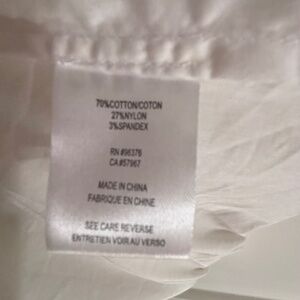 70%COTTON/COTON
27%NYLON
3%SPANDEX
RN #96376
CA #57967
MADE IN CHINA
FABRIQUE EN CHINE
SEE CARE REVERSE
ENTRETIEN VOIR AU VERSO